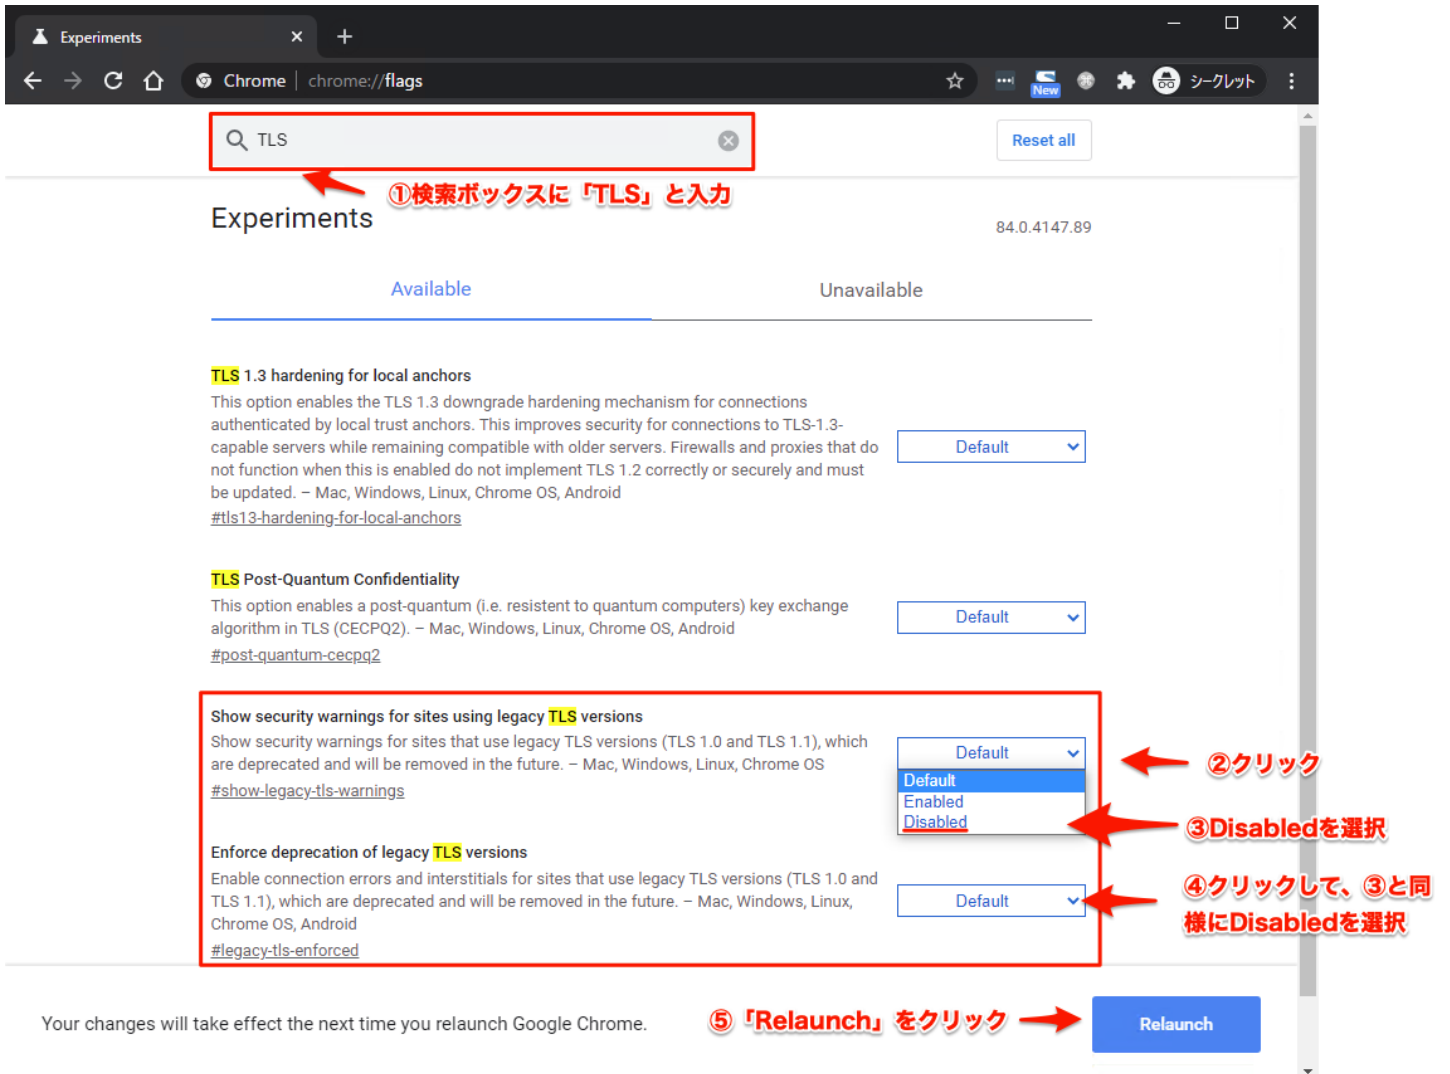 Experiments
Chrome | chrome://flags
New
シークレット
TLS
Reset all
①検索ボックスに「TLS」と入力
Experiments
84.0.4147.89
Available
Unavailable
TLS 1.3 hardening for local anchors
This option enables the TLS 1.3 downgrade hardening mechanism for connections
authenticated by local trust anchors. This improves security for connections to TLS-1.3-
capable servers while remaining compatible with older servers. Firewalls and proxies that do
not function when this is enabled do not implement TLS 1.2 correctly or securely and must
be updated. – Mac, Windows, Linux, Chrome OS, Android
#tls13-hardening-for-local-anchors
Default
TLS Post-Quantum Confidentiality
This option enables a post-quantum (i.e. resistent to quantum computers) key exchange
algorithm in TLS (CECPQ2). – Mac, Windows, Linux, Chrome OS, Android
#post-quantum-cecpq2
Default
Show security warnings for sites using legacy TLS versions
Show security warnings for sites that use legacy TLS versions (TLS 1.0 and TLS 1.1), which
are deprecated and will be removed in the future. – Mac, Windows, Linux, Chrome OS
#show-legacy-tls-warnings
Default
②クリック
Default
Enabled
Disabled
③Disabledを選択
Enforce deprecation of legacy TLS versions
Enable connection errors and interstitials for sites that use legacy TLS versions (TLS 1.0 and
TLS 1.1), which are deprecated and will be removed in the future. – Mac, Windows, Linux,
Chrome OS, Android
#legacy-tls-enforced
Default
④クリックして、③と同
様にDisabledを選択
Your changes will take effect the next time you relaunch Google Chrome.
⑤「Relaunch」をクリック
Relaunch